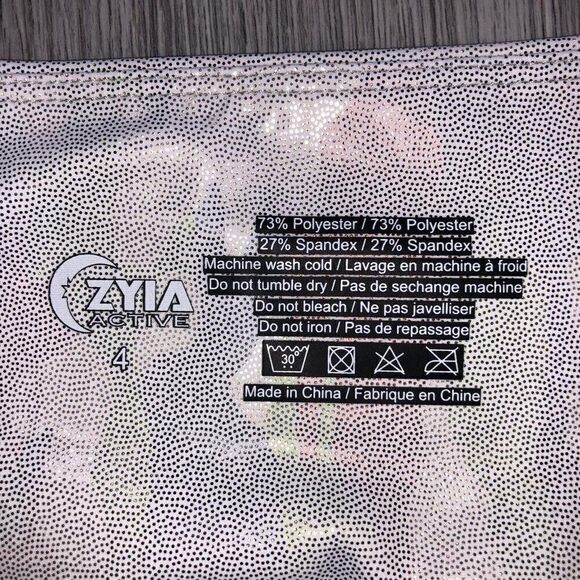 ZYIA
ACTIVE
4
73% Polyester / 73% Polyester
27% Spandex / 27% Spandex
Machine wash cold / Lavage en machine à froid
Do not tumble dry / Pas de sechange machine
Do not bleach / Ne pas javelliser
Do not iron / Pas de repassage
30°
Made in China / Fabrique en Chine